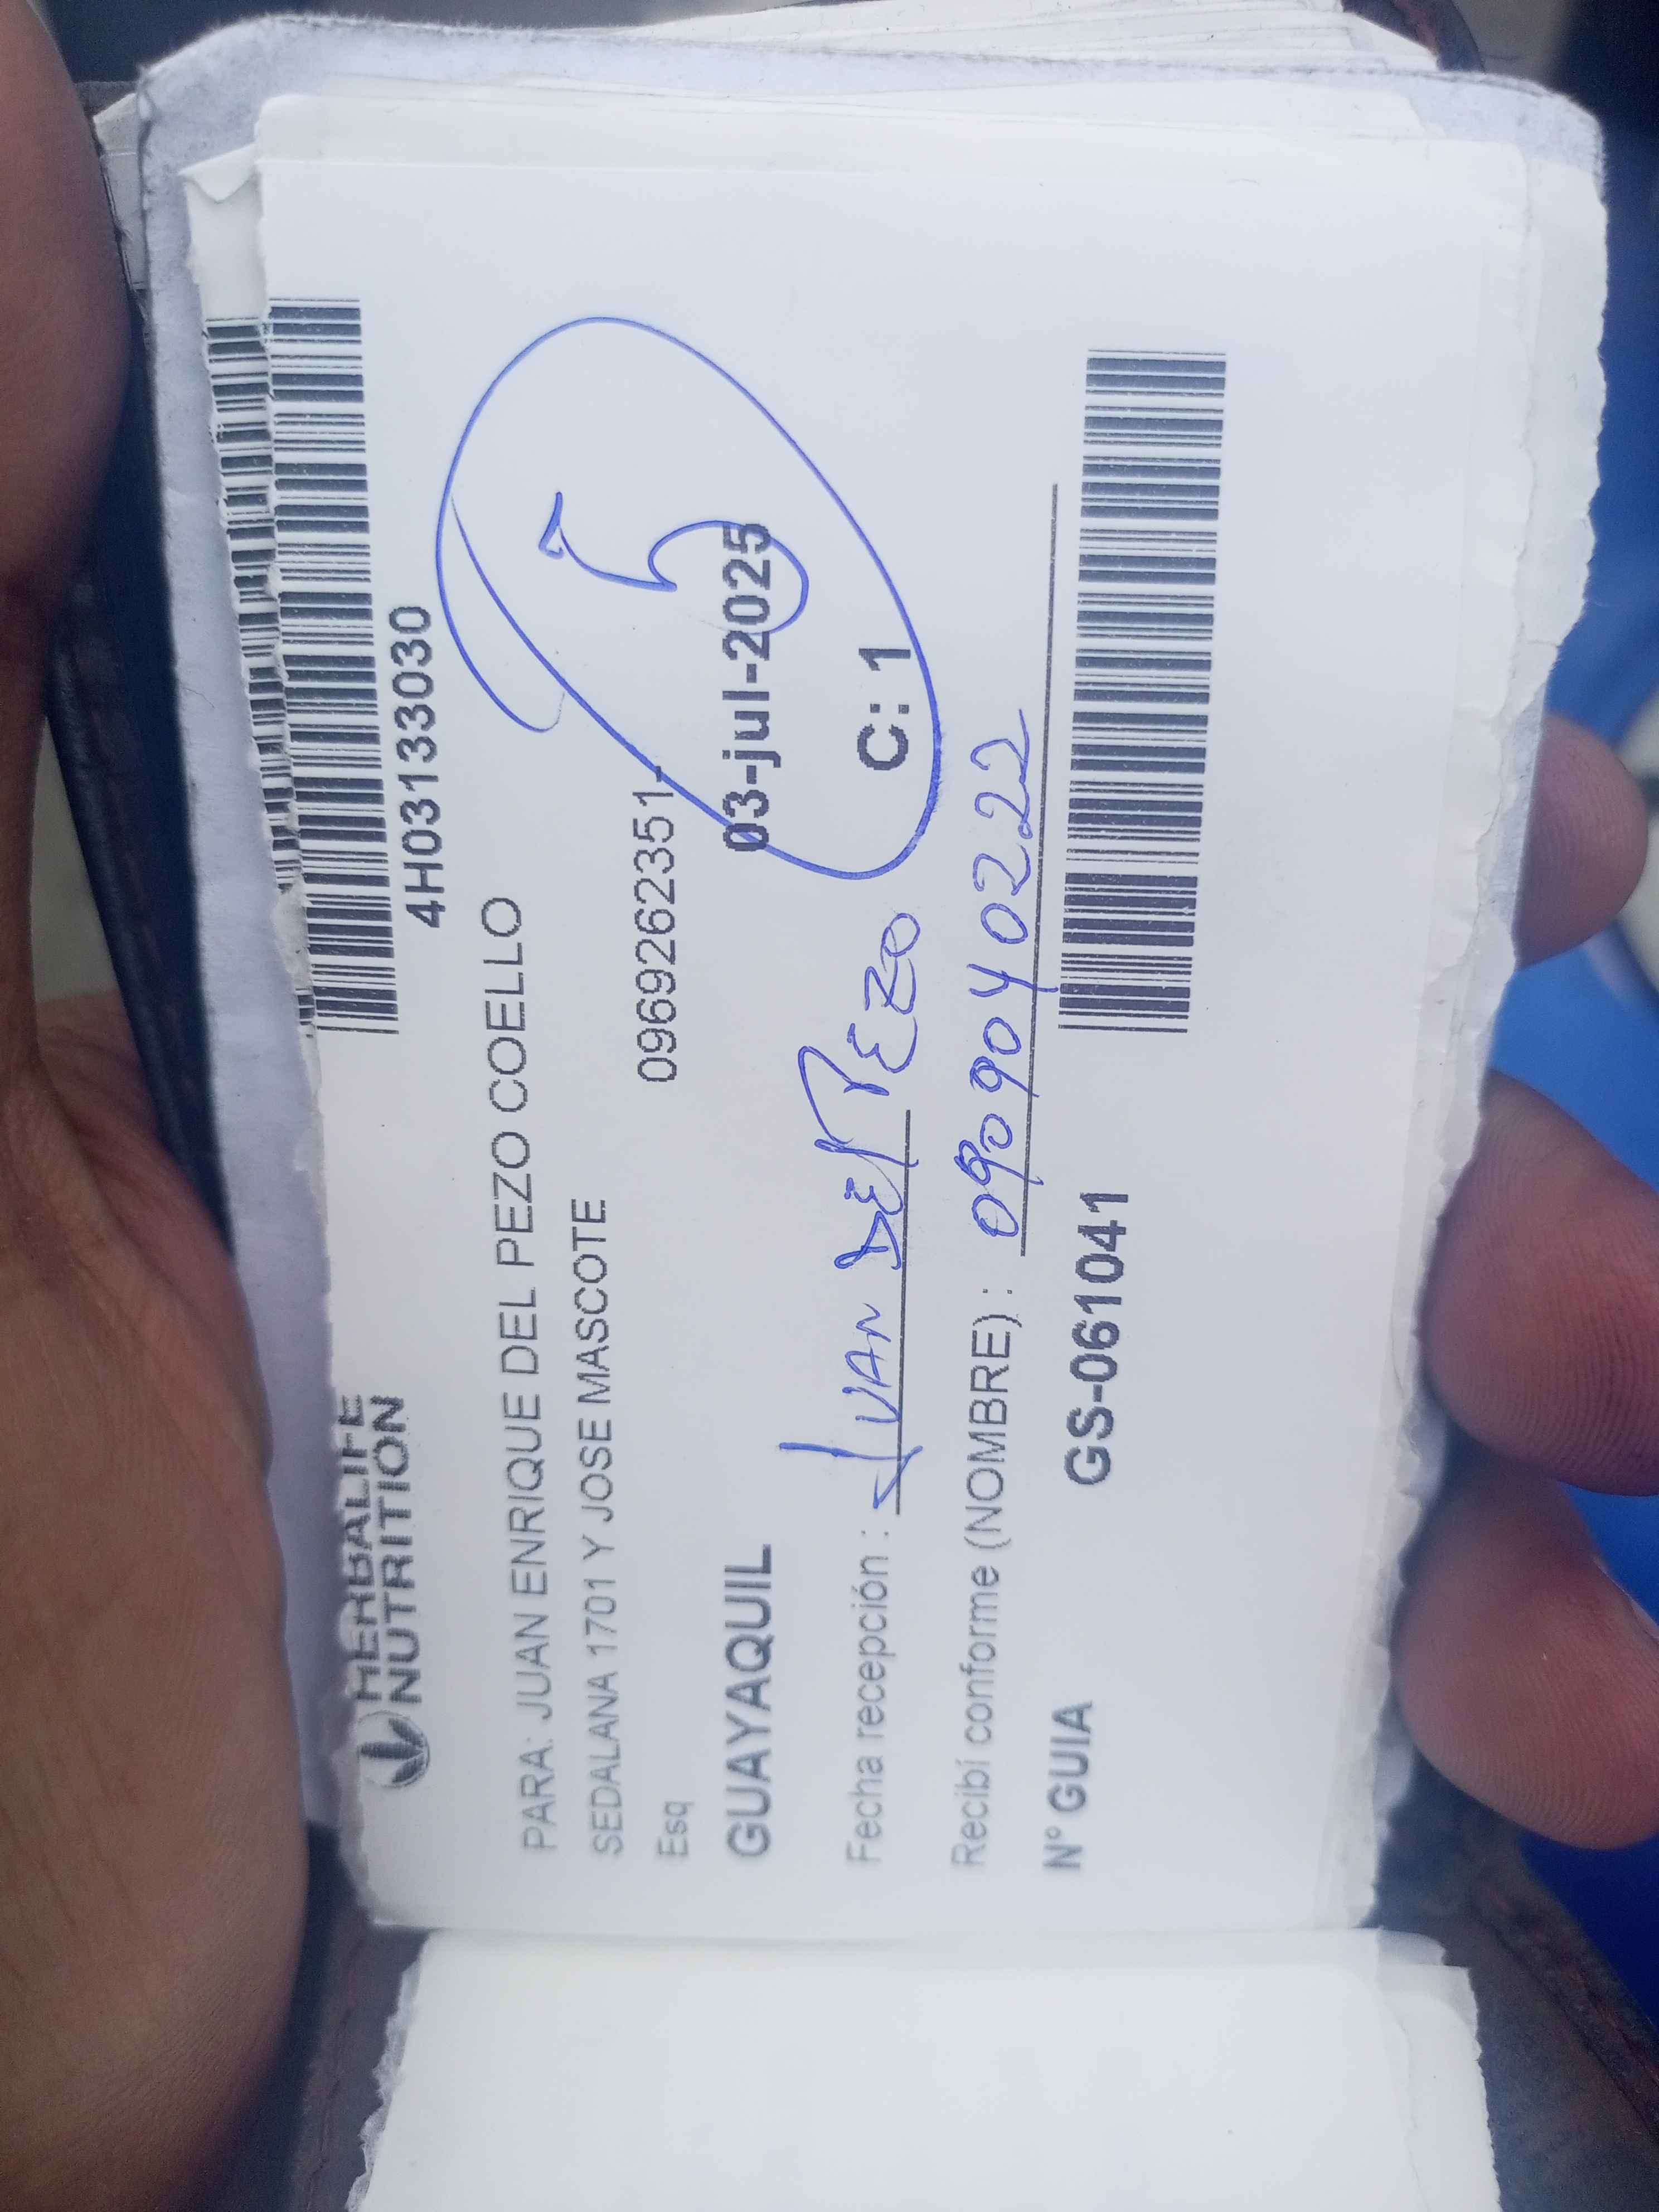 HERBALIFE
NUTRITION
4H03133030
PARA: JUAN ENRIQUE DEL PEZO COELLO
SEDALANA 1701 Y JOSE MASCOTE
Esq 0969262351-
GUAYAQUIL 03-jul-2025
Fecha recepción : JUAN DEL PEZO C: 1
Recibí conforme (NOMBRE) : 0909040222
N° GUIA GS-061041